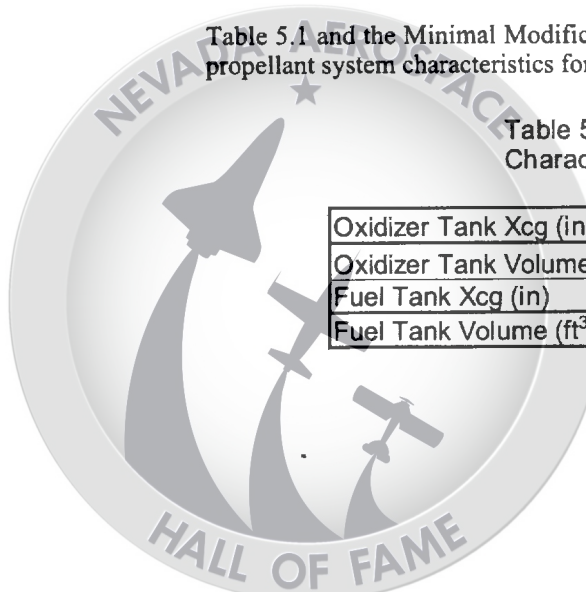 Table 5.1 and the Minimal Modific
propellant system characteristics for
Table 5
Charac
Oxidizer Tank Xcg (in
Oxidizer Tank Volume
Fuel Tank Xcg (in)
Fuel Tank Volume (ft³
NEVADA AEROSPACE
HALL OF FAME